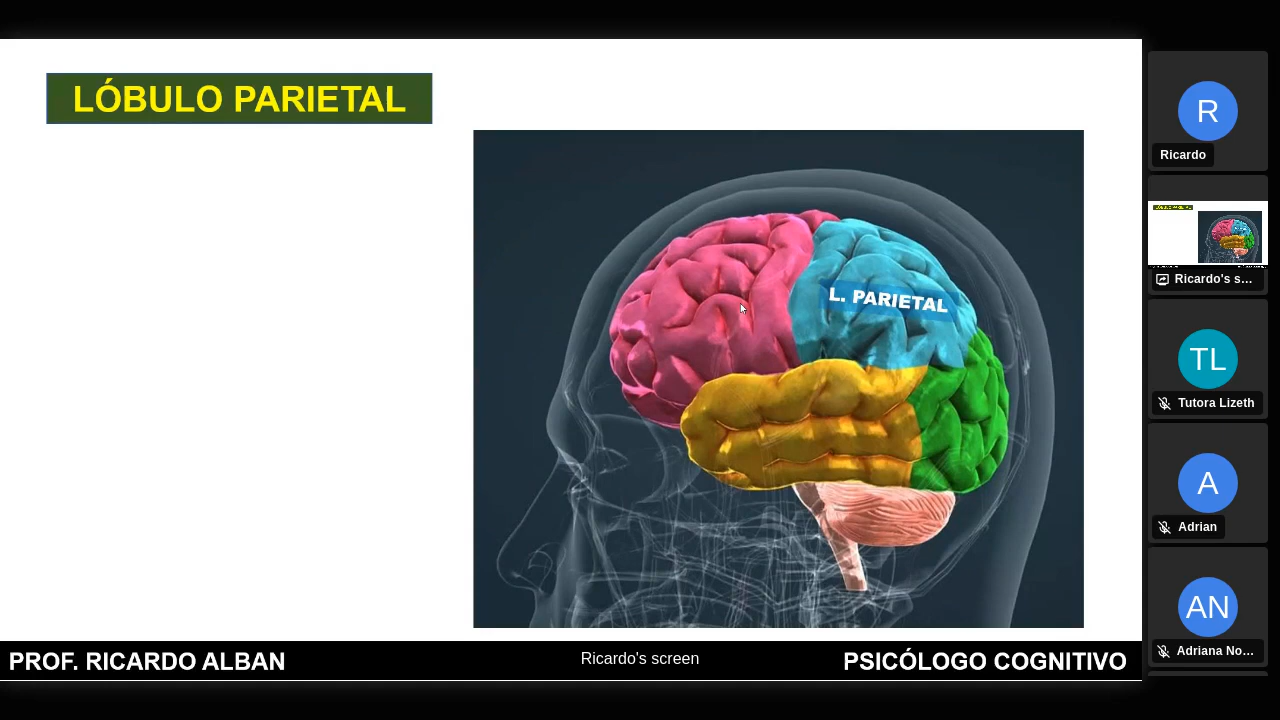 LÓBULO PARIETAL
L. PARIETAL
PROF. RICARDO ALBAN
Ricardo's screen
PSICÓLOGO COGNITIVO
R
Ricardo
Ricardo's s...
TL
Tutora Lizeth
A
Adrian
AN
Adriana No...